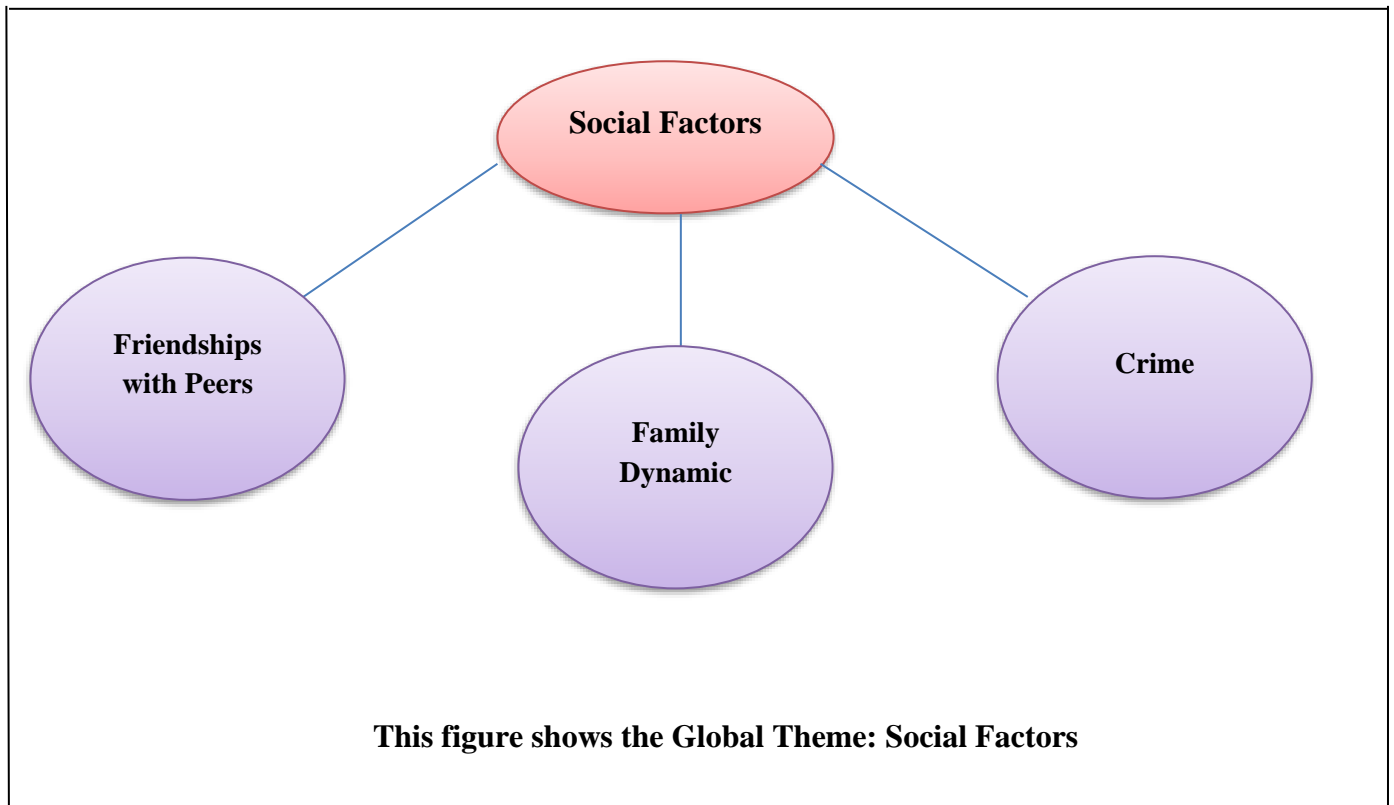 Social Factors
Friendships
with Peers
Family
Dynamic
Crime
This figure shows the Global Theme: Social Factors